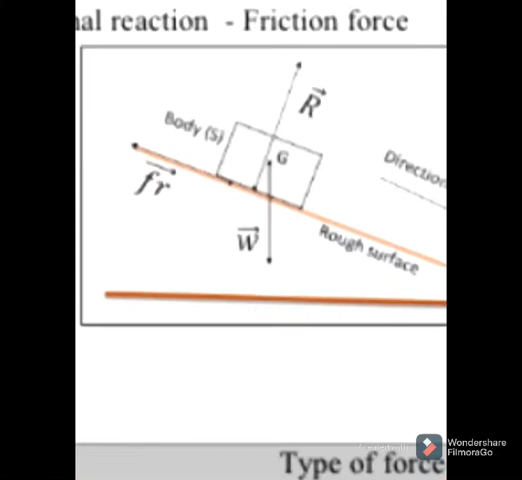 al reaction - Friction force
R
Body (S)
G
Direction
fr
W
Rough surface
Wondershare
FilmoraGo
Type of force